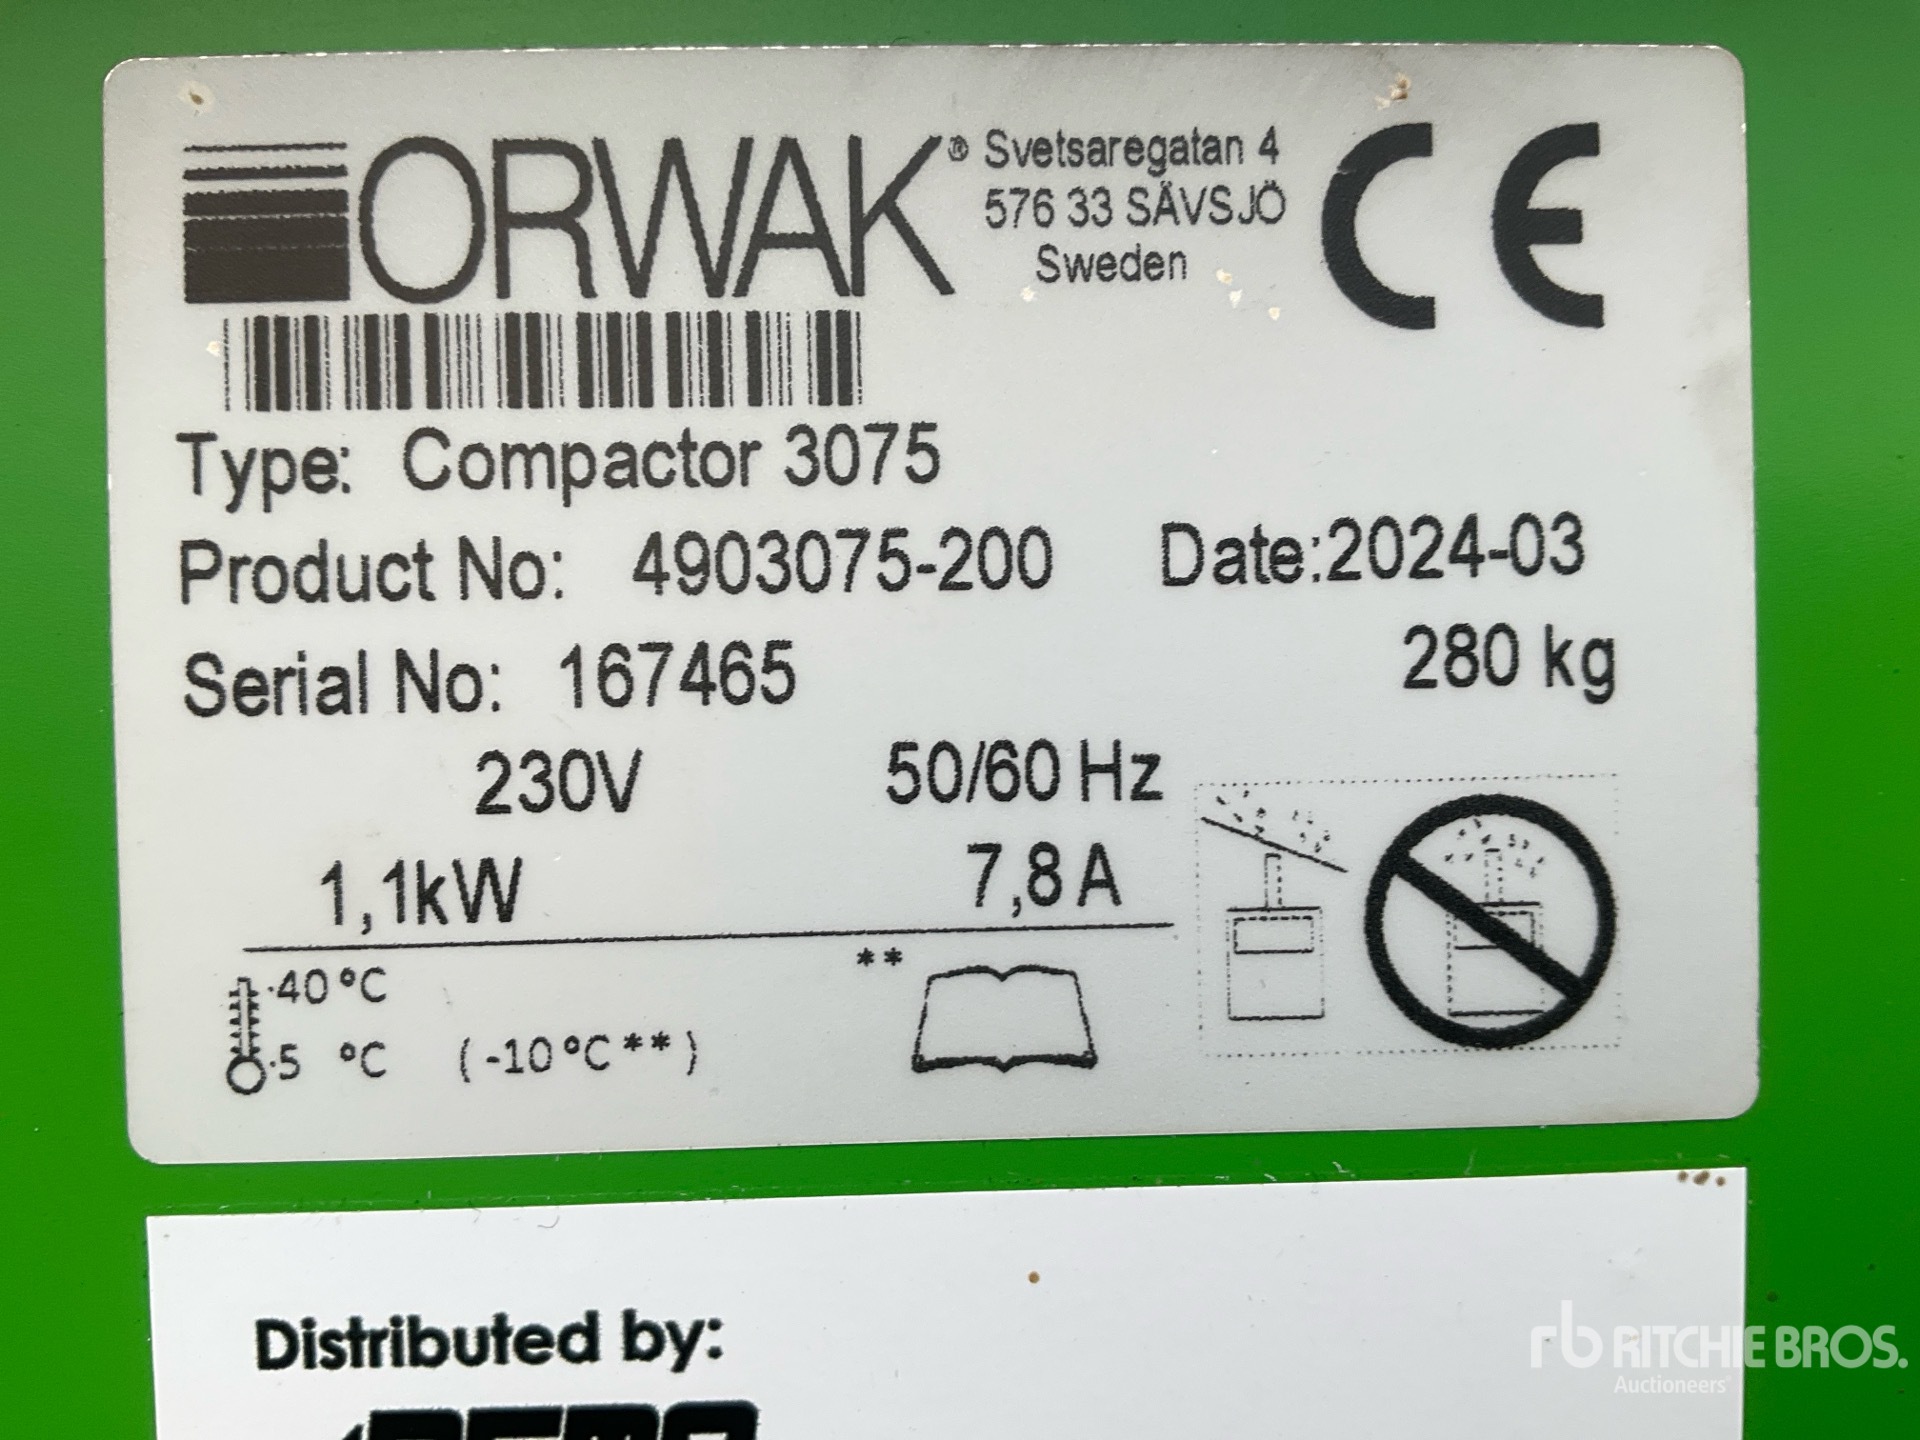 ORWAK® Svetsaregatan 4
576 33 SÄVSJÖ
Sweden
CE
Type: Compactor 3075
Product No: 4903075-200 Date:2024-03
Serial No: 167465 280 kg
230V 50/60 Hz
1,1kW 7,8 A
40 °C **
5 °C (-10 °C **)
Distributed by:
rb RITCHIE BROS.
Auctioneers